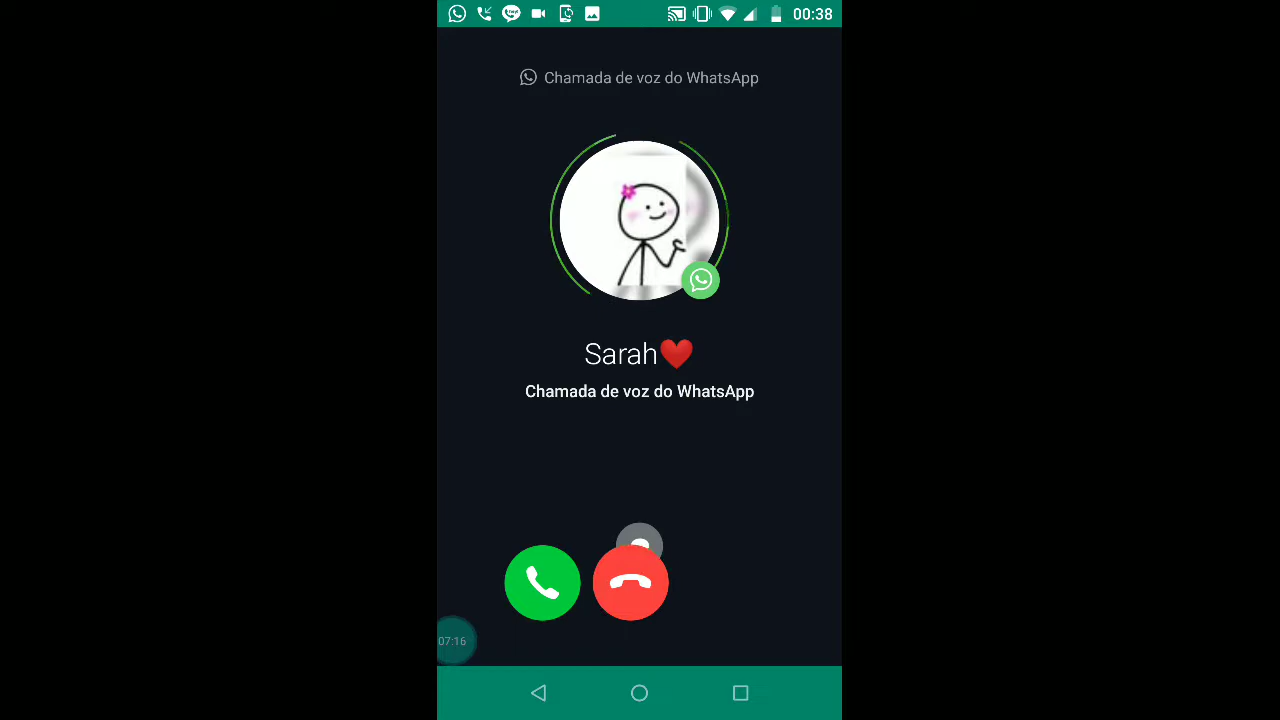 00:38
Chamada de voz do WhatsApp
Sarah❤️
Chamada de voz do WhatsApp
07:16